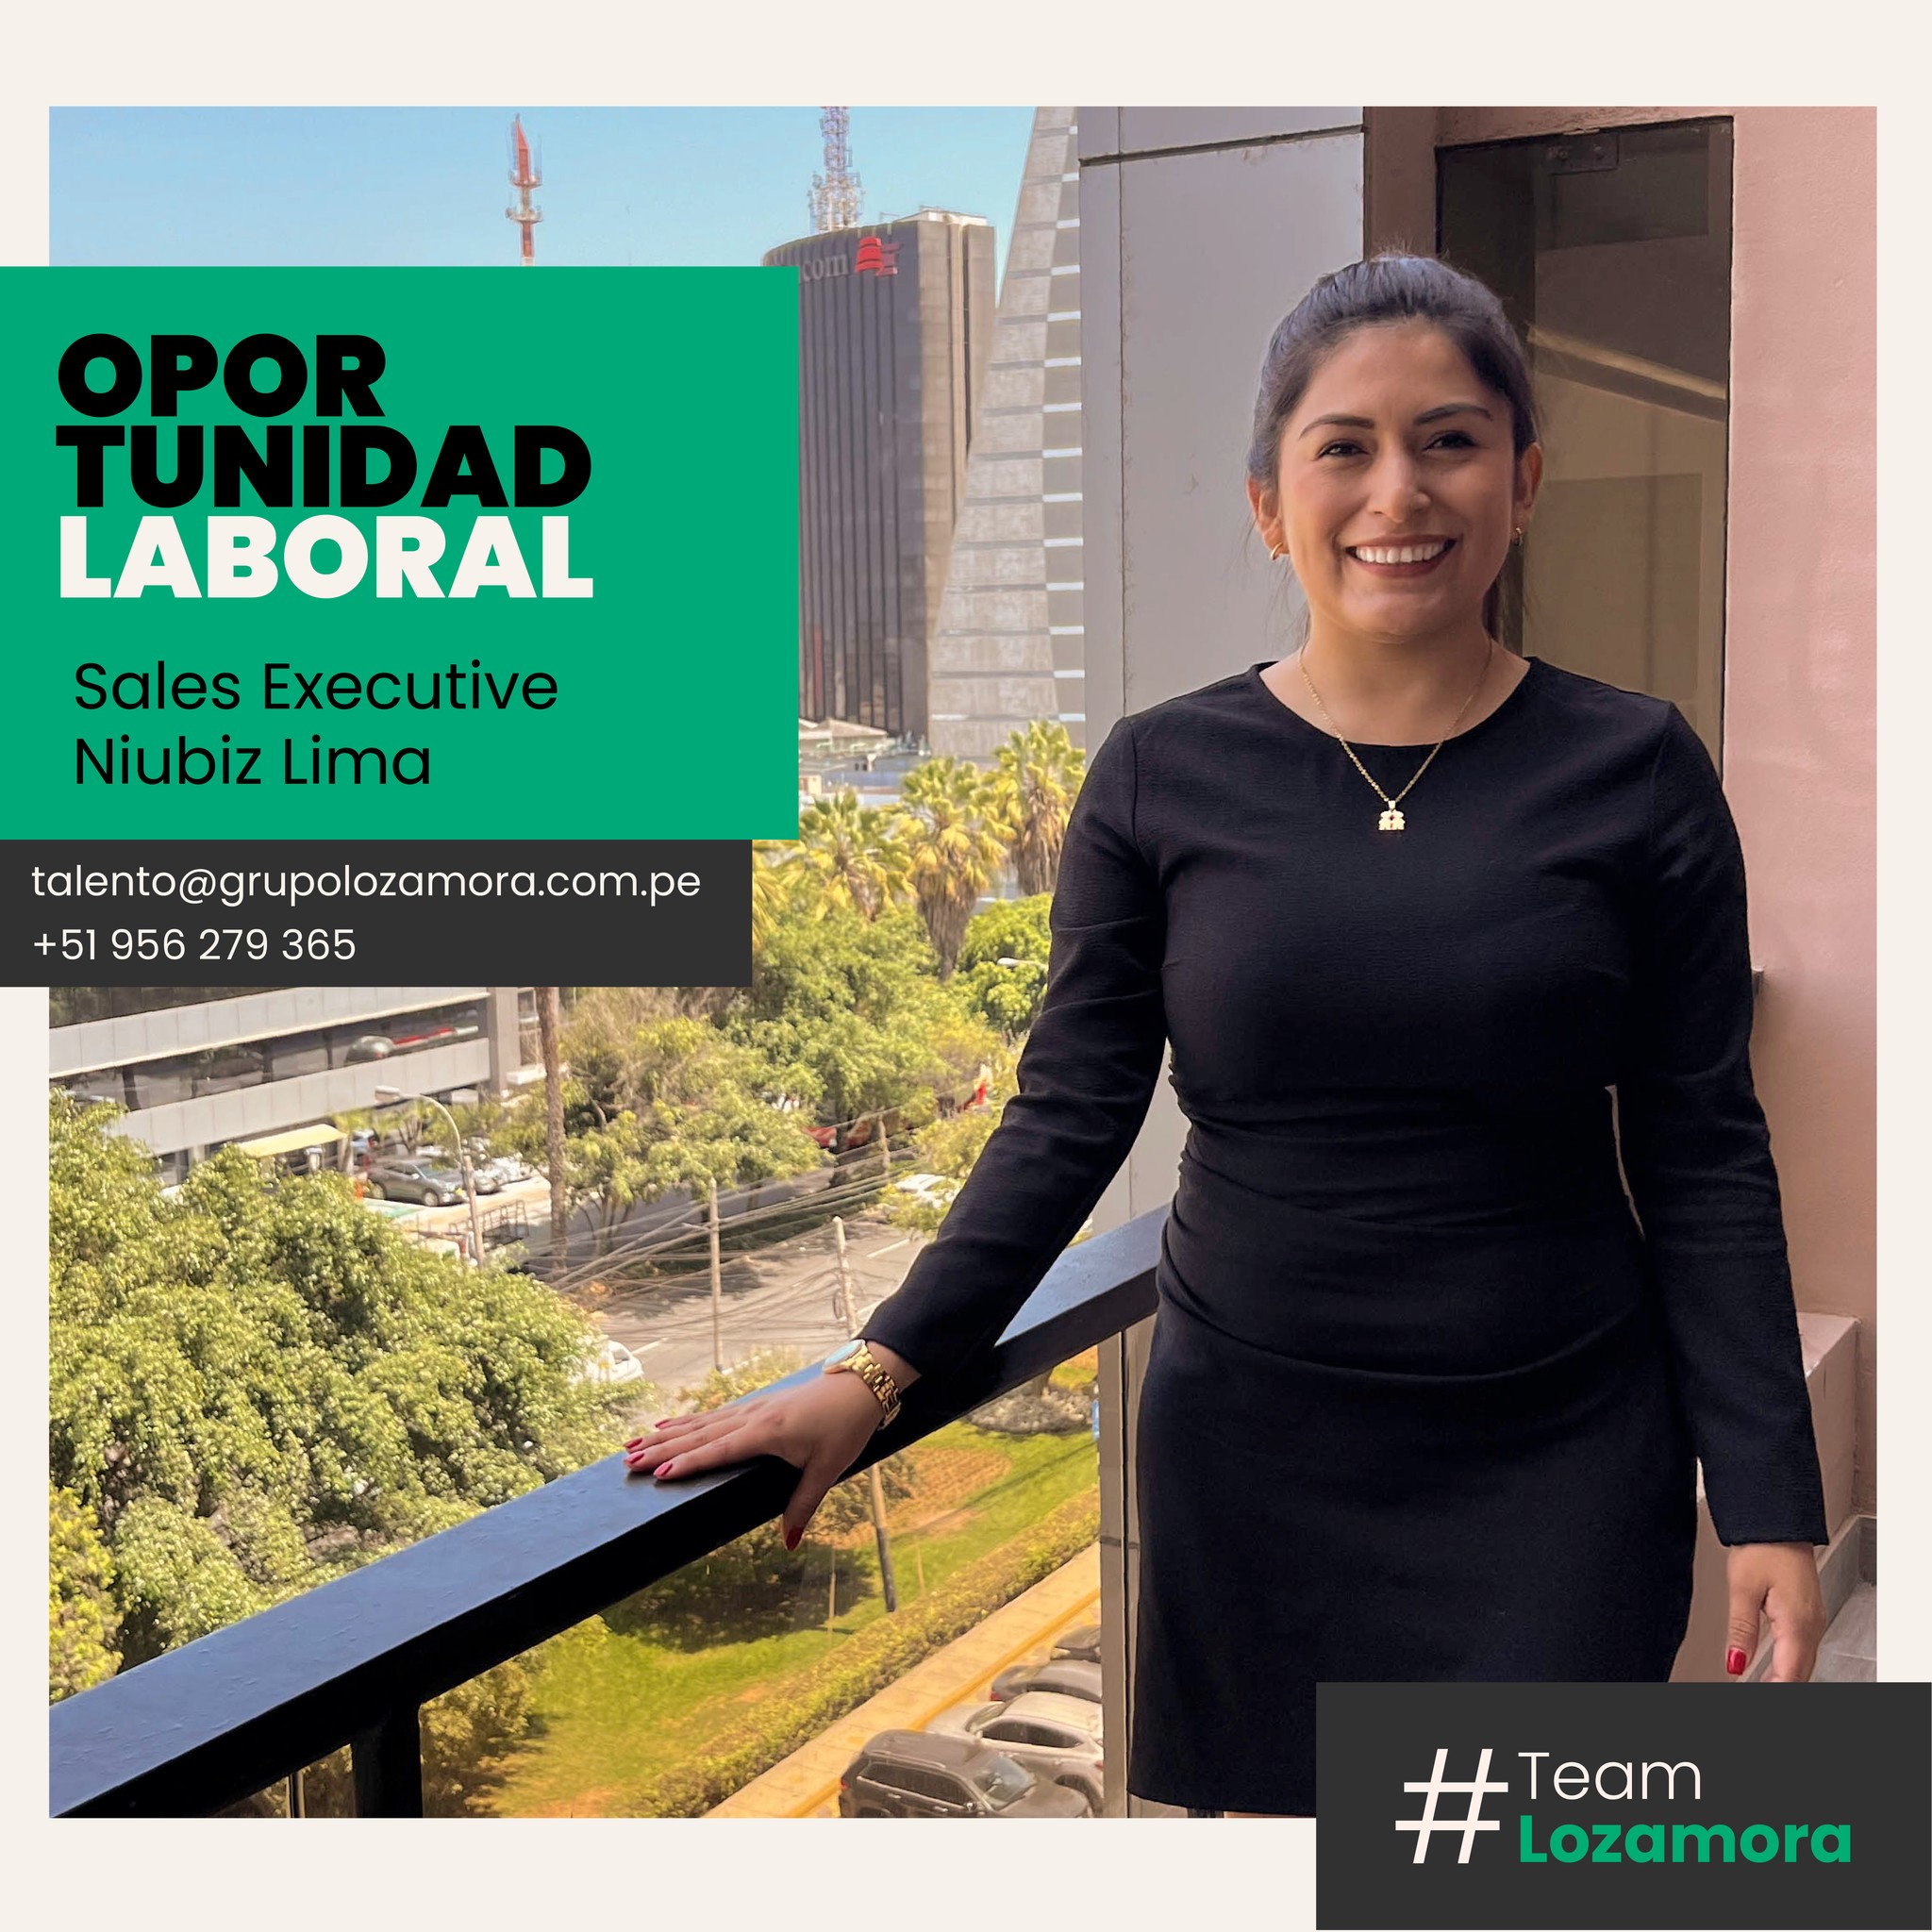 OPOR
TUNIDAD
LABORAL
Sales Executive
Niubiz Lima
talento@grupolozamora.com.pe
+51 956 279 365
#Team
Lozamora